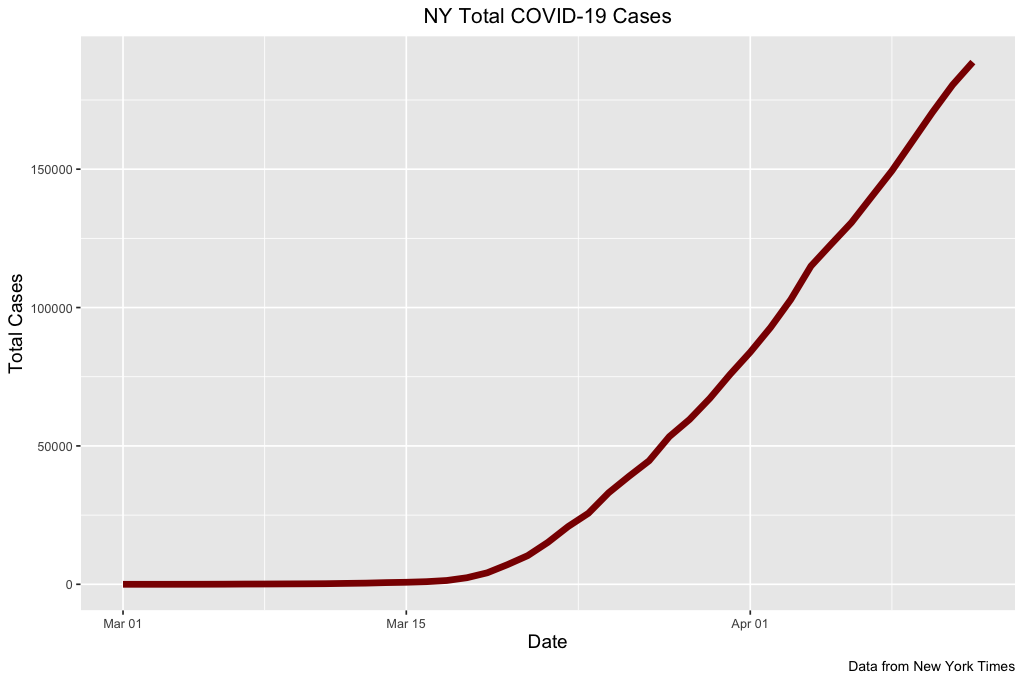 NY Total COVID-19 Cases
Total Cases
150000
100000
50000
0
Mar 01 Mar 15 Apr 01
Date
Data from New York Times